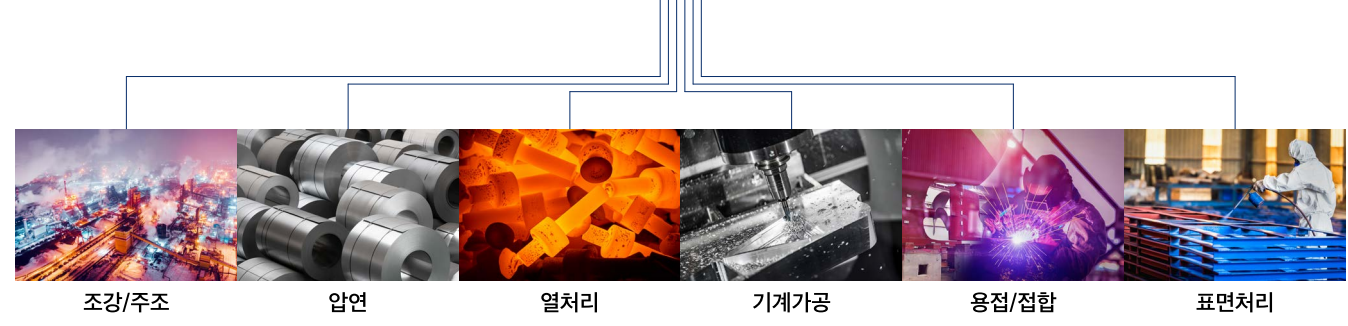 조강/주조
압연
열처리
기계가공
용접/접합
표면처리